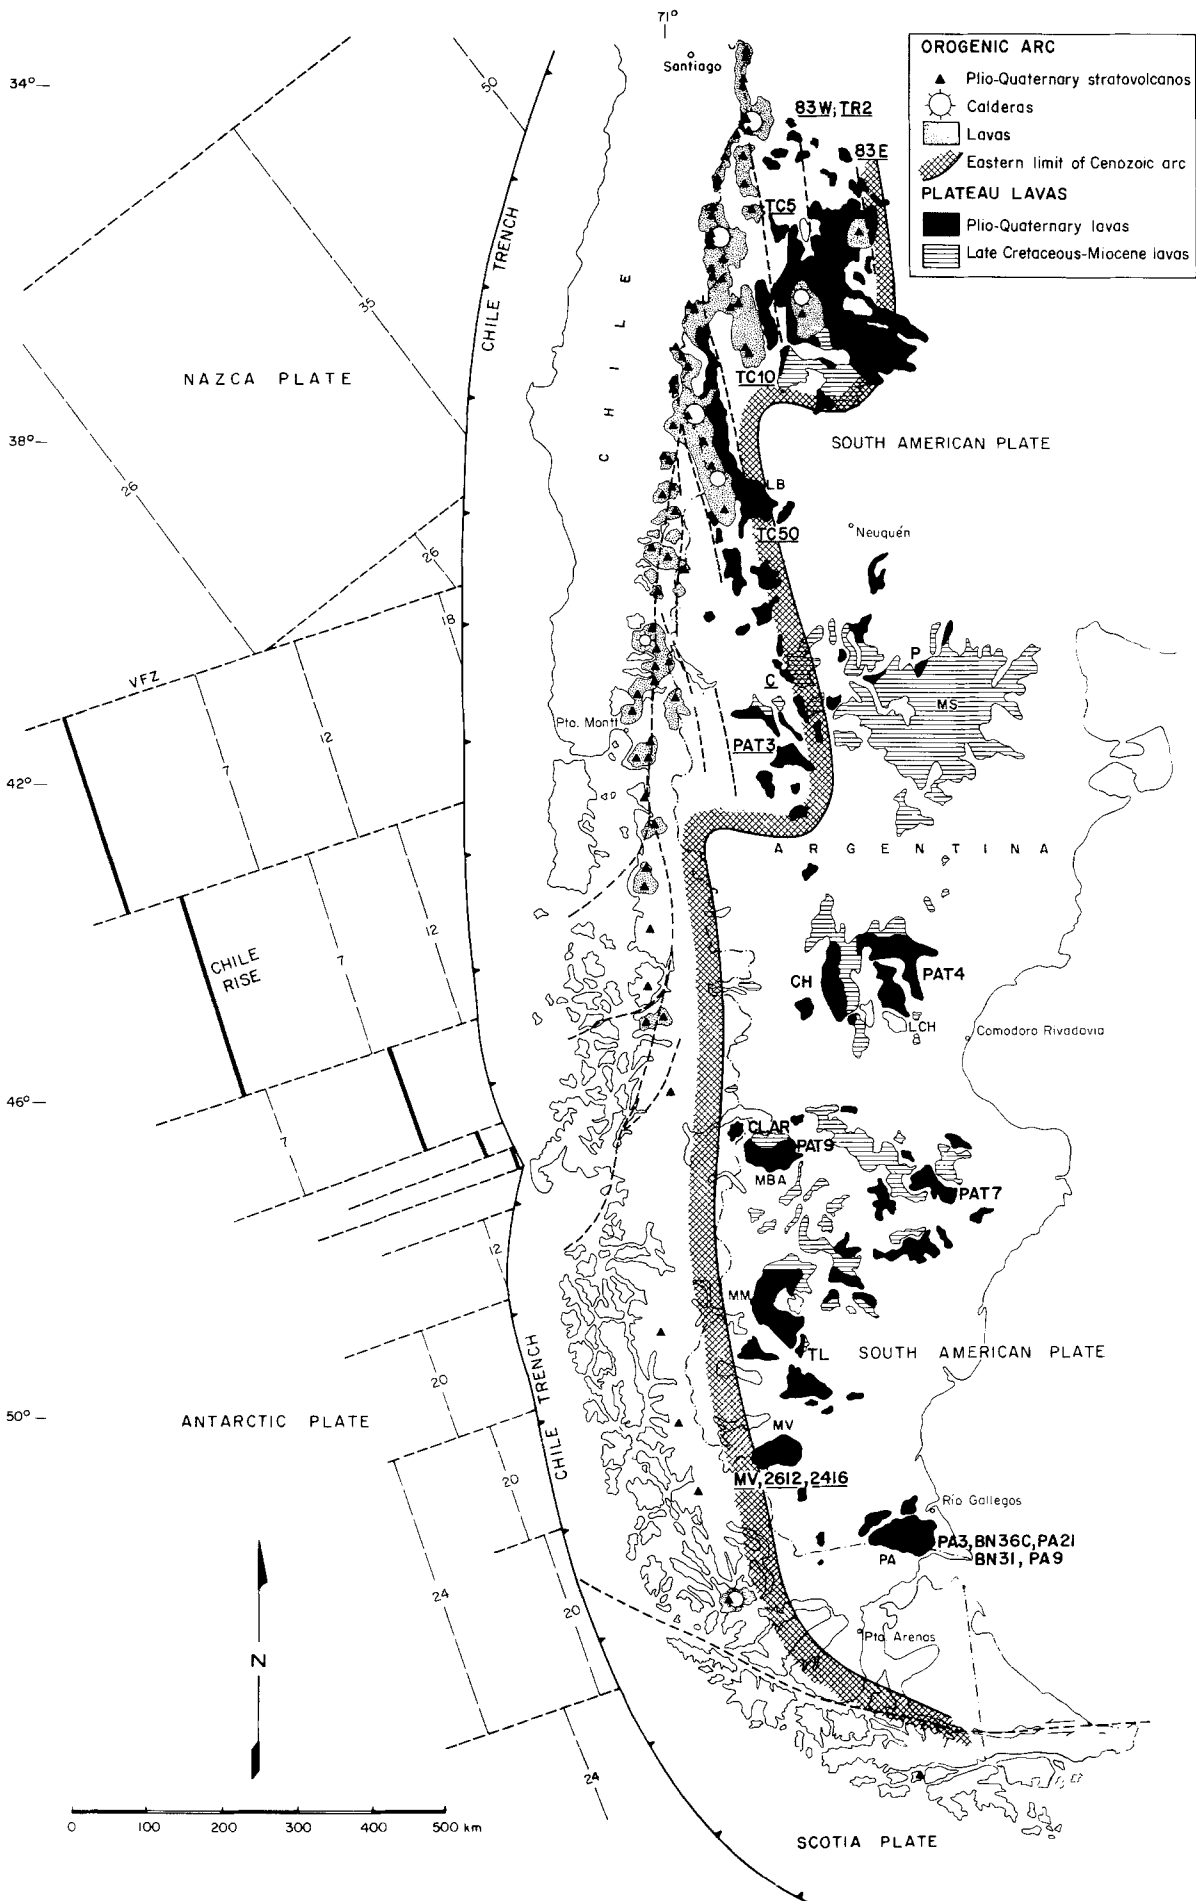 71°
Santiago
34°
OROGENIC ARC
Plio-Quaternary stratovolcanos
Calderas
Lavas
Eastern limit of Cenozoic arc
PLATEAU LAVAS
Plio-Quaternary lavas
Late Cretaceous-Miocene lavas
50
83W; TR2
83E
TC5
CHILE TRENCH
CHILE
35
NAZCA PLATE
TC10
38°
SOUTH AMERICAN PLATE
26
LB
TC50
Neuquén
26
18
VFZ
P
C
MS
7
12
Pto. Montt
PAT3
42°
ARGENTINA
12
7
CHILE
RISE
CH
PAT4
LCH
Comodoro Rivadavia
46°
7
CLAR
PAT9
MBA
PAT7
12
MM
TL
SOUTH AMERICAN PLATE
20
50°
ANTARCTIC PLATE
CHILE TRENCH
MV
20
MV,2612,2416
Río Gallegos
PA3,BN36C,PA21
PA
BN31, PA9
24
20
Pta. Arenas
N
24
0 100 200 300 400 500 km
SCOTIA PLATE